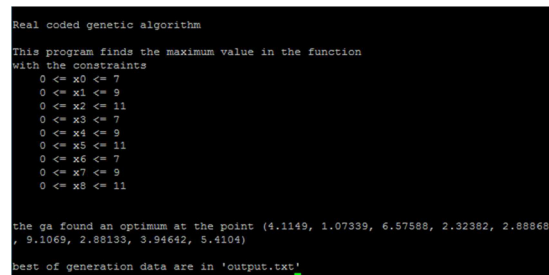 Real coded genetic algorithm
This program finds the maximum value in the function
with the constraints
0 <= x0 <= 7
0 <= x1 <= 9
0 <= x2 <= 11
0 <= x3 <= 7
0 <= x4 <= 9
0 <= x5 <= 11
0 <= x6 <= 7
0 <= x7 <= 9
0 <= x8 <= 11
the ga found an optimum at the point (4.1149, 1.07339, 6.57588, 2.32382, 2.88868
, 9.1069, 2.88133, 3.94642, 5.4104)
best of generation data are in 'output.txt'